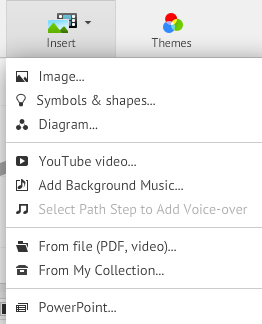 Insert
Themes
Image...
Symbols & shapes...
Diagram...
YouTube video...
Add Background Music...
Select Path Step to Add Voice-over
From file (PDF, video)...
From My Collection...
PowerPoint...